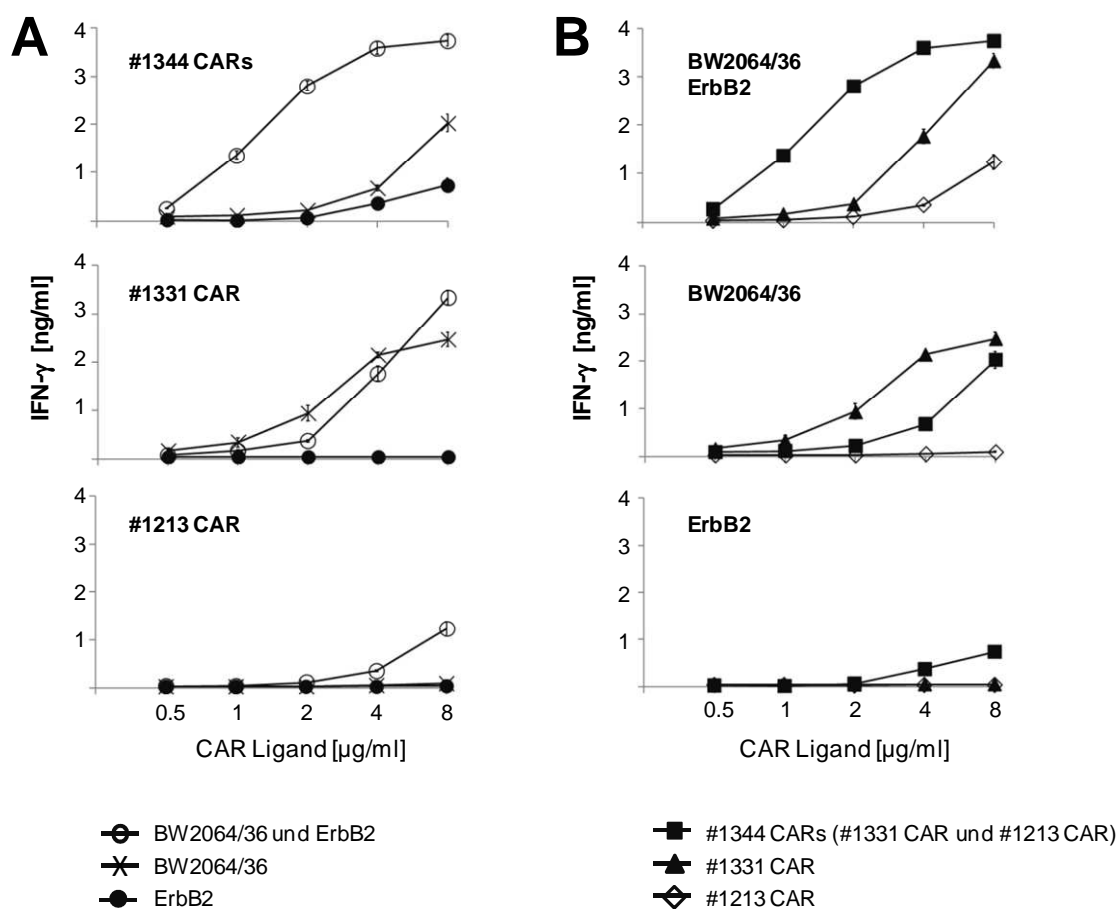 A
#1344 CARs
4
3
2
1
#1331 CAR
4
3
2
1
IFN-γ [ng/ml]
#1213 CAR
4
3
2
1
0.5 1 2 4 8
CAR Ligand [µg/ml]
BW2064/36 und ErbB2
BW2064/36
ErbB2
B
BW2064/36
ErbB2
4
3
2
1
BW2064/36
4
3
2
1
IFN-γ [ng/ml]
ErbB2
4
3
2
1
0.5 1 2 4 8
CAR Ligand [µg/ml]
#1344 CARs (#1331 CAR und #1213 CAR)
#1331 CAR
#1213 CAR